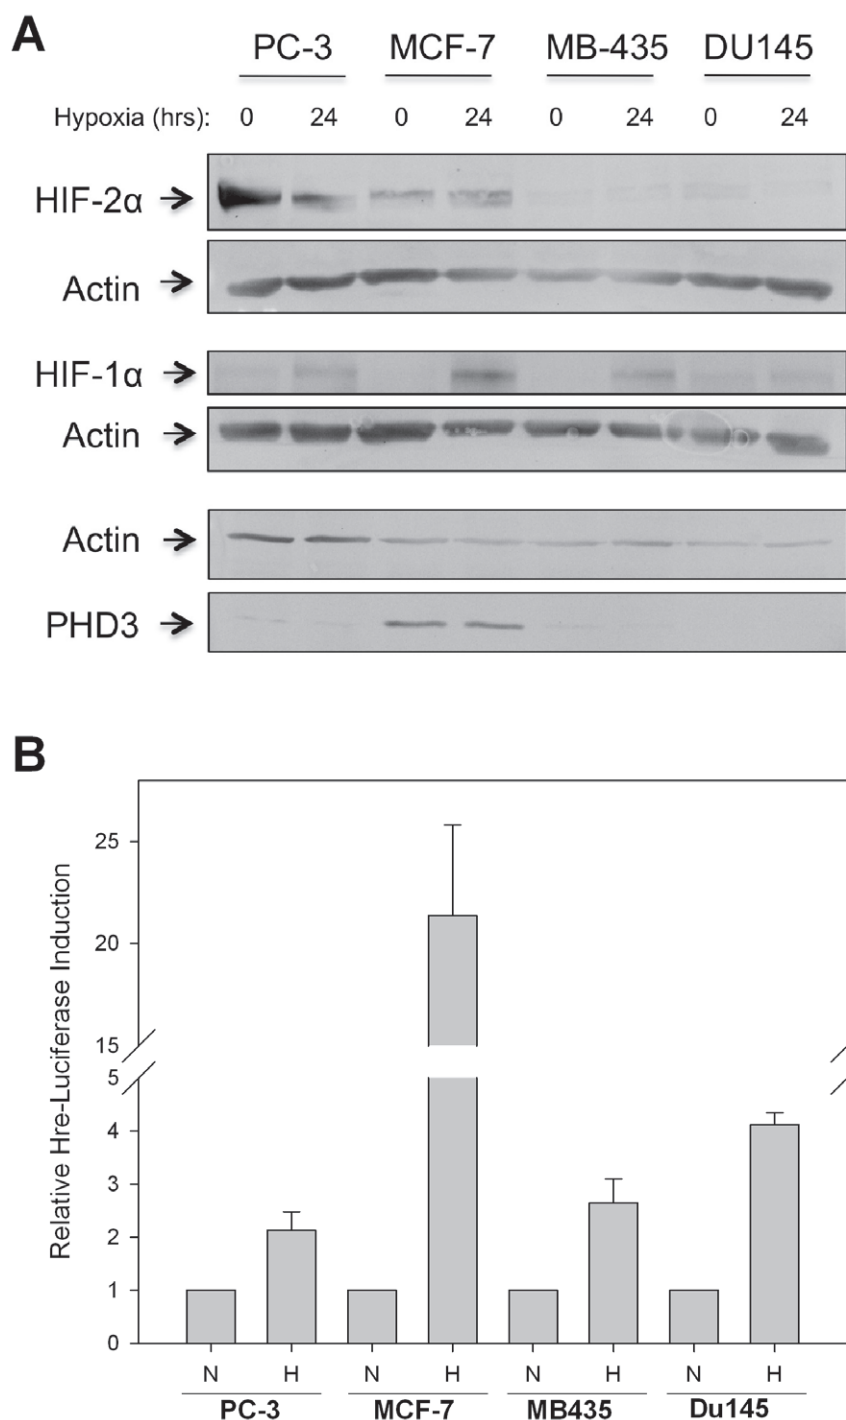 A
PC-3 MCF-7 MB-435 DU145
Hypoxia (hrs): 0 24 0 24 0 24 0 24
HIF-2α
Actin
HIF-1α
Actin
Actin
PHD3
B
Relative Hre-Luciferase Induction
25
20
15
5
4
3
2
1
0
N H N H N H N H
PC-3 MCF-7 MB435 Du145